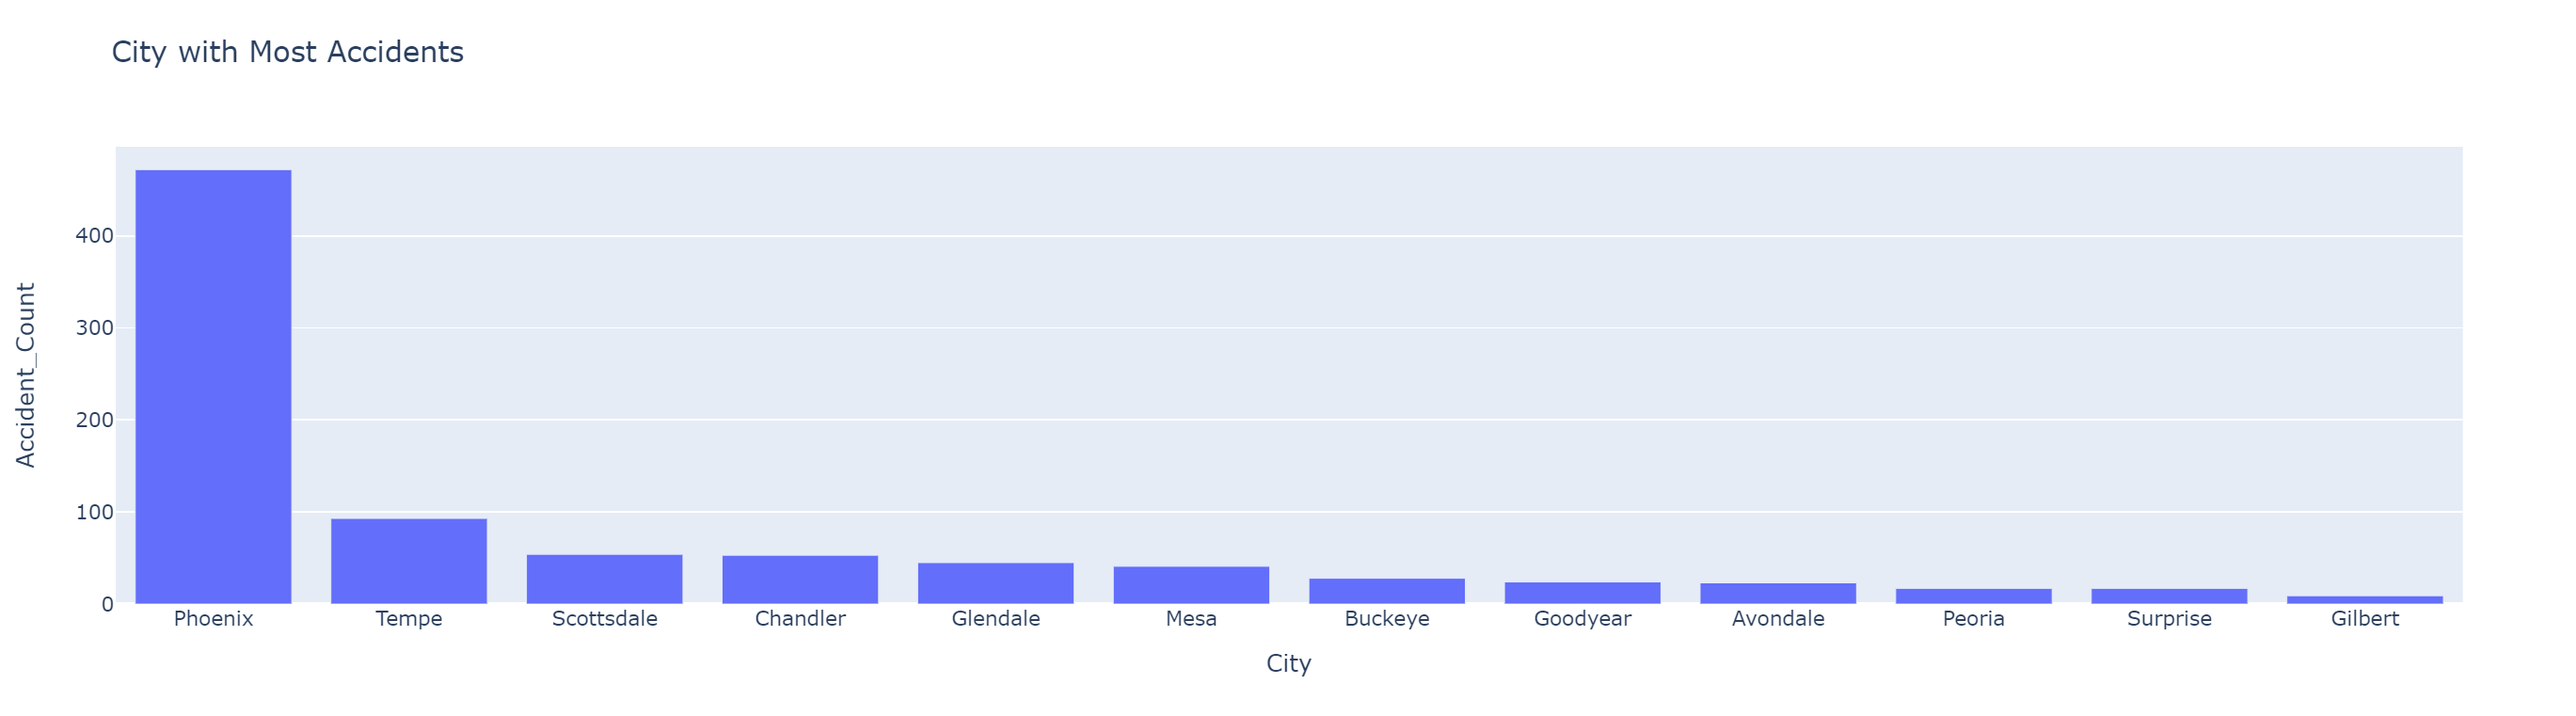 City with Most Accidents
Accident_Count
400
300
200
100
0
Phoenix Tempe Scottsdale Chandler Glendale Mesa Buckeye Goodyear Avondale Peoria Surprise Gilbert
City